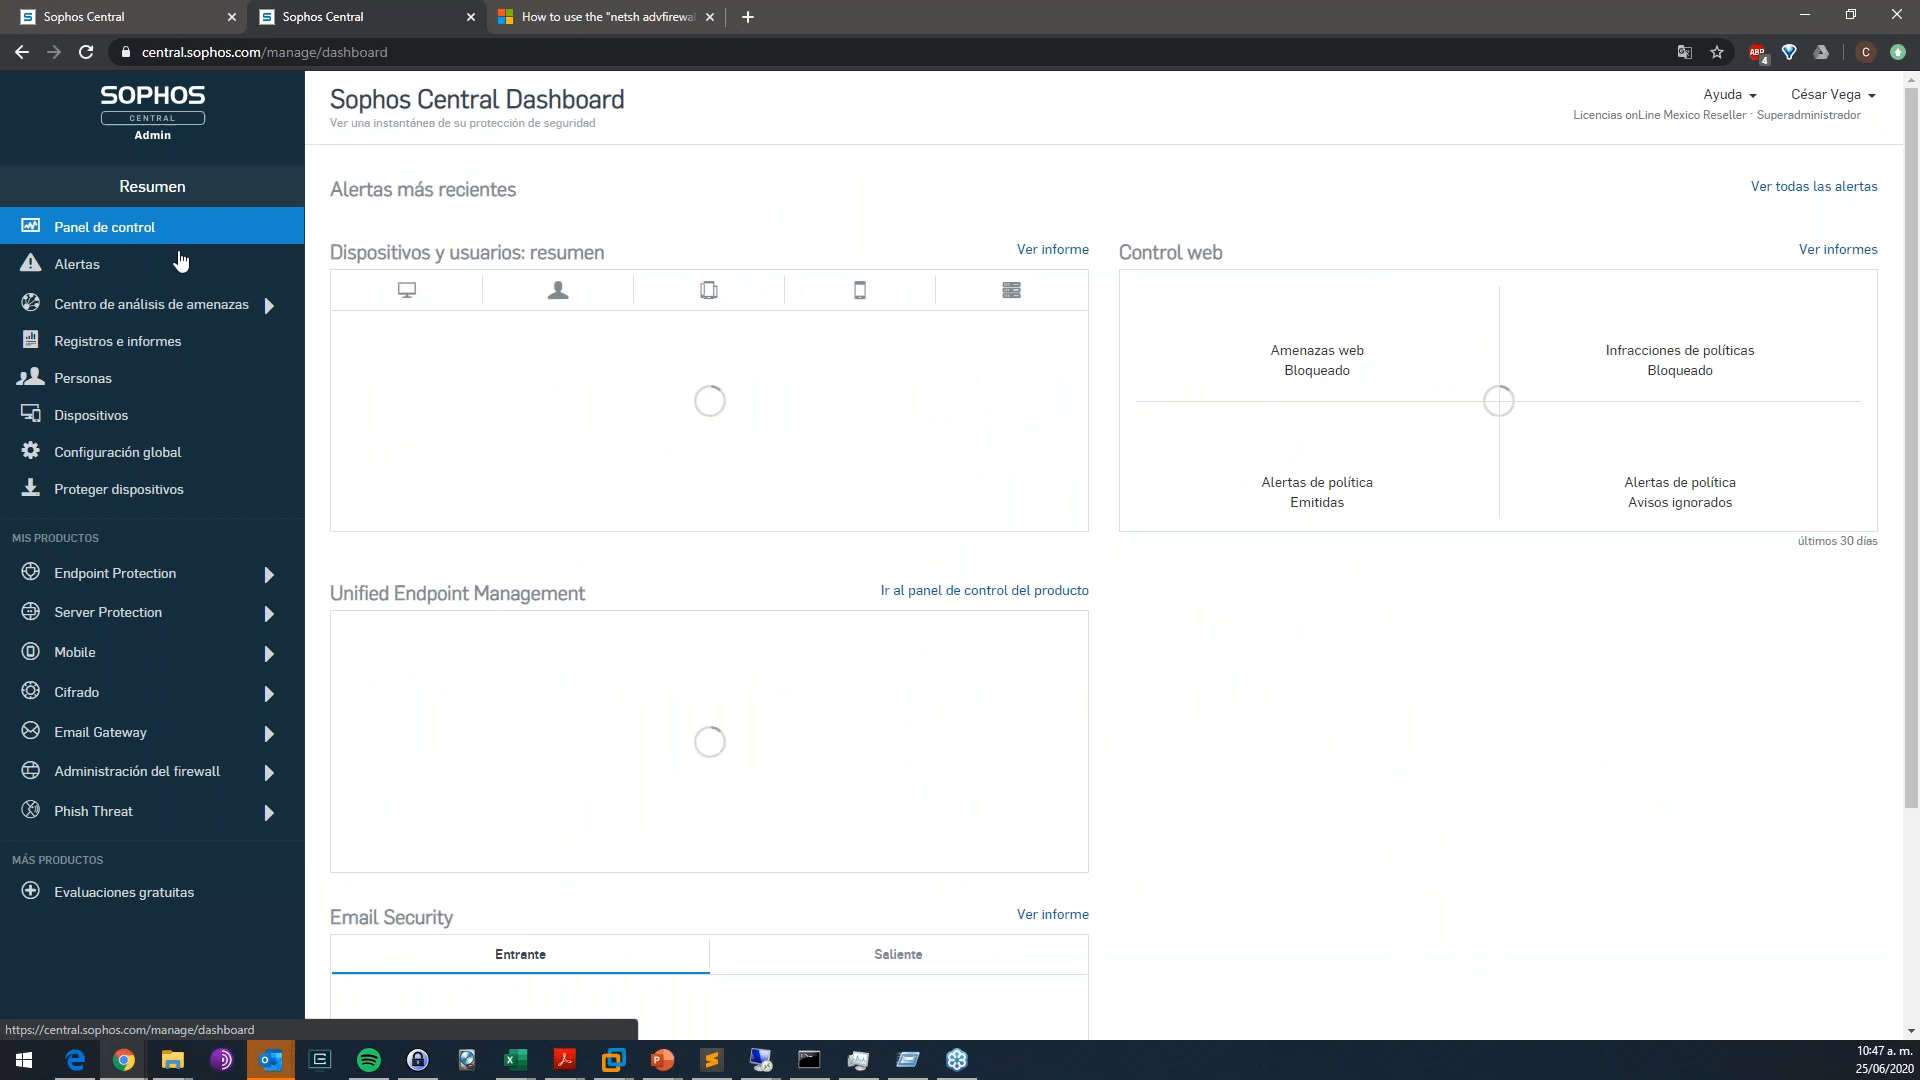 Sophos Central
Sophos Central
How to use the "netsh advfirewa
central.sophos.com/manage/dashboard
ABP
4
C
SOPHOS
CENTRAL
Admin
Sophos Central Dashboard
Ver una instantánea de su protección de seguridad
Ayuda
César Vega
Licencias onLine Mexico Reseller · Superadministrador
Resumen
Panel de control
Alertas
Centro de análisis de amenazas
Registros e informes
Personas
Dispositivos
Configuración global
Proteger dispositivos
MIS PRODUCTOS
Endpoint Protection
Server Protection
Mobile
Cifrado
Email Gateway
Administración del firewall
Phish Threat
MÁS PRODUCTOS
Evaluaciones gratuitas
Alertas más recientes
Ver todas las alertas
Dispositivos y usuarios: resumen
Ver informe
Control web
Ver informes
Amenazas web
Bloqueado
Infracciones de políticas
Bloqueado
Alertas de política
Emitidas
Alertas de política
Avisos ignorados
últimos 30 días
Unified Endpoint Management
Ir al panel de control del producto
Email Security
Ver informe
Entrante
Saliente
https://central.sophos.com/manage/dashboard
10:47 a. m.
25/06/2020